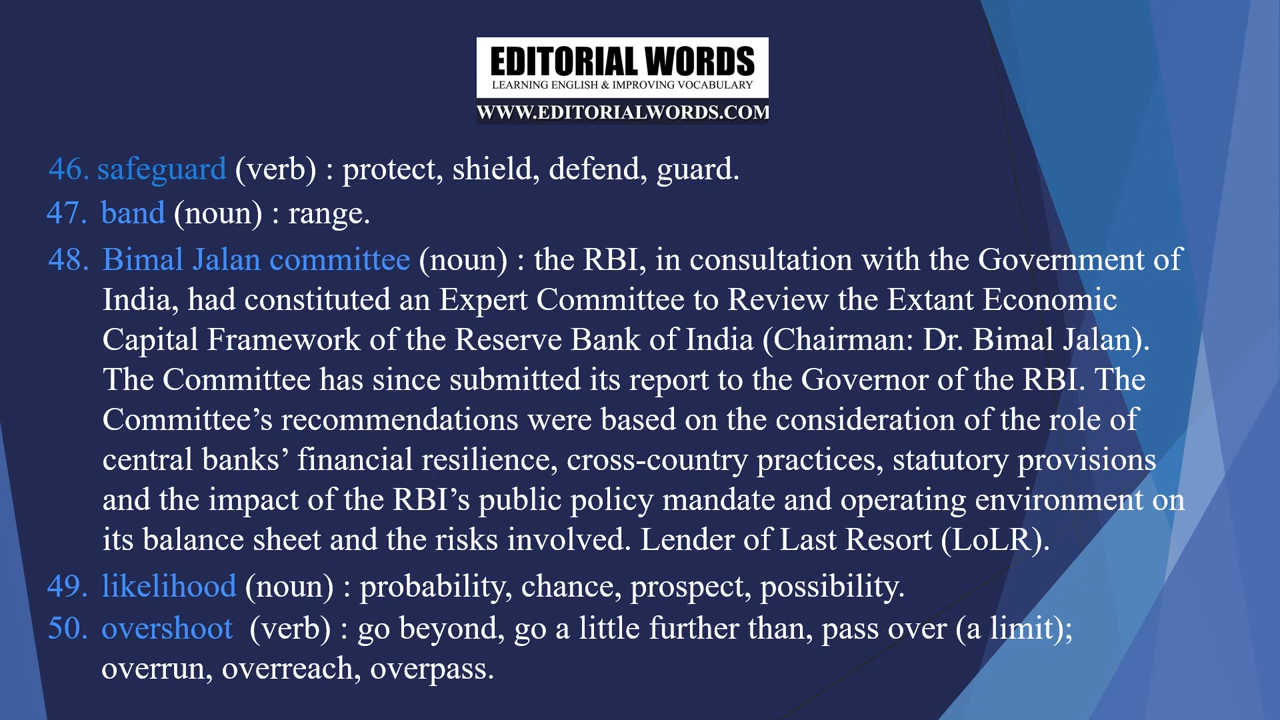 EDITORIAL WORDS
LEARNING ENGLISH & IMPROVING VOCABULARY
WWW.EDITORIALWORDS.COM
46. safeguard (verb) : protect, shield, defend, guard.
47. band (noun) : range.
48. Bimal Jalan committee (noun) : the RBI, in consultation with the Government of
India, had constituted an Expert Committee to Review the Extant Economic
Capital Framework of the Reserve Bank of India (Chairman: Dr. Bimal Jalan).
The Committee has since submitted its report to the Governor of the RBI. The
Committee’s recommendations were based on the consideration of the role of
central banks’ financial resilience, cross-country practices, statutory provisions
and the impact of the RBI’s public policy mandate and operating environment on
its balance sheet and the risks involved. Lender of Last Resort (LoLR).
49. likelihood (noun) : probability, chance, prospect, possibility.
50. overshoot (verb) : go beyond, go a little further than, pass over (a limit);
overrun, overreach, overpass.